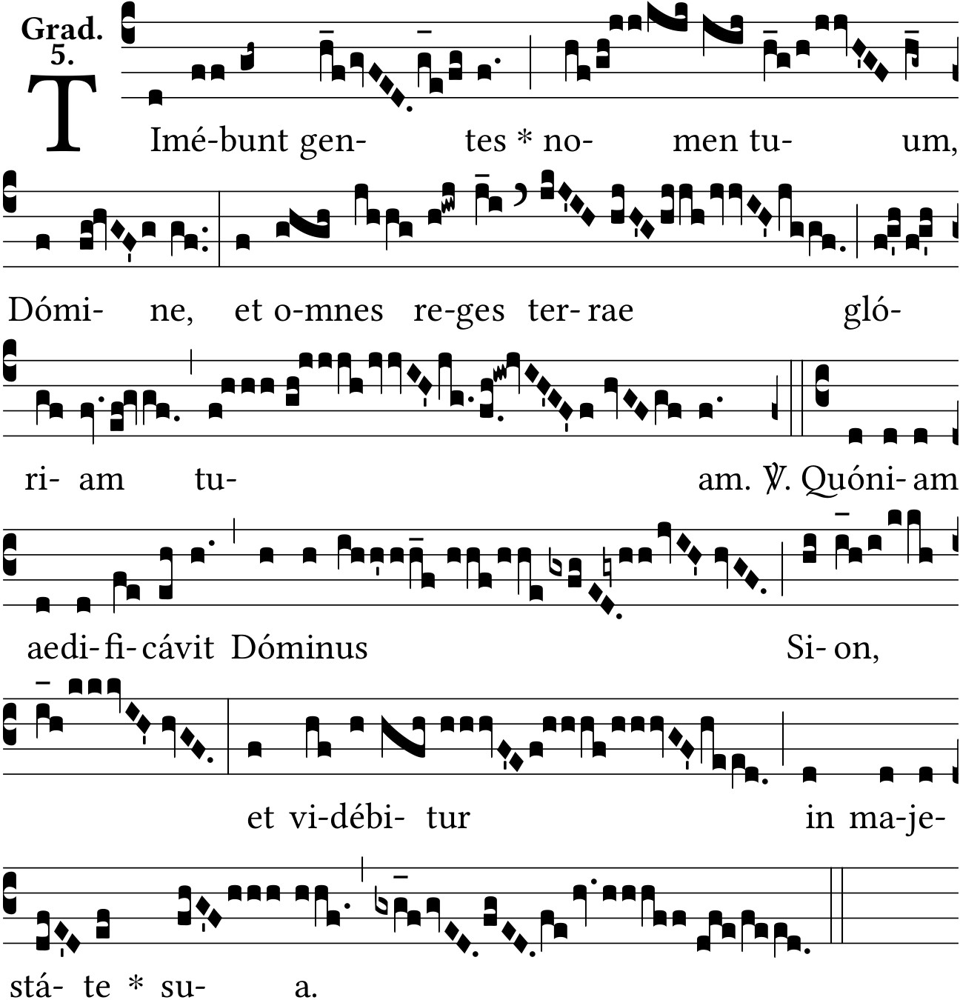 Grad.
5.
TImé-bunt gen- tes * no- men tu- um,
Dómi- ne, et o-mnes re-ges ter-rae gló-
ri- am tu- am. ℣. Quóni-am
aedi-fi-cávit Dóminus Si-on,
et vi-débi- tur in ma-je-
stá- te * su- a.